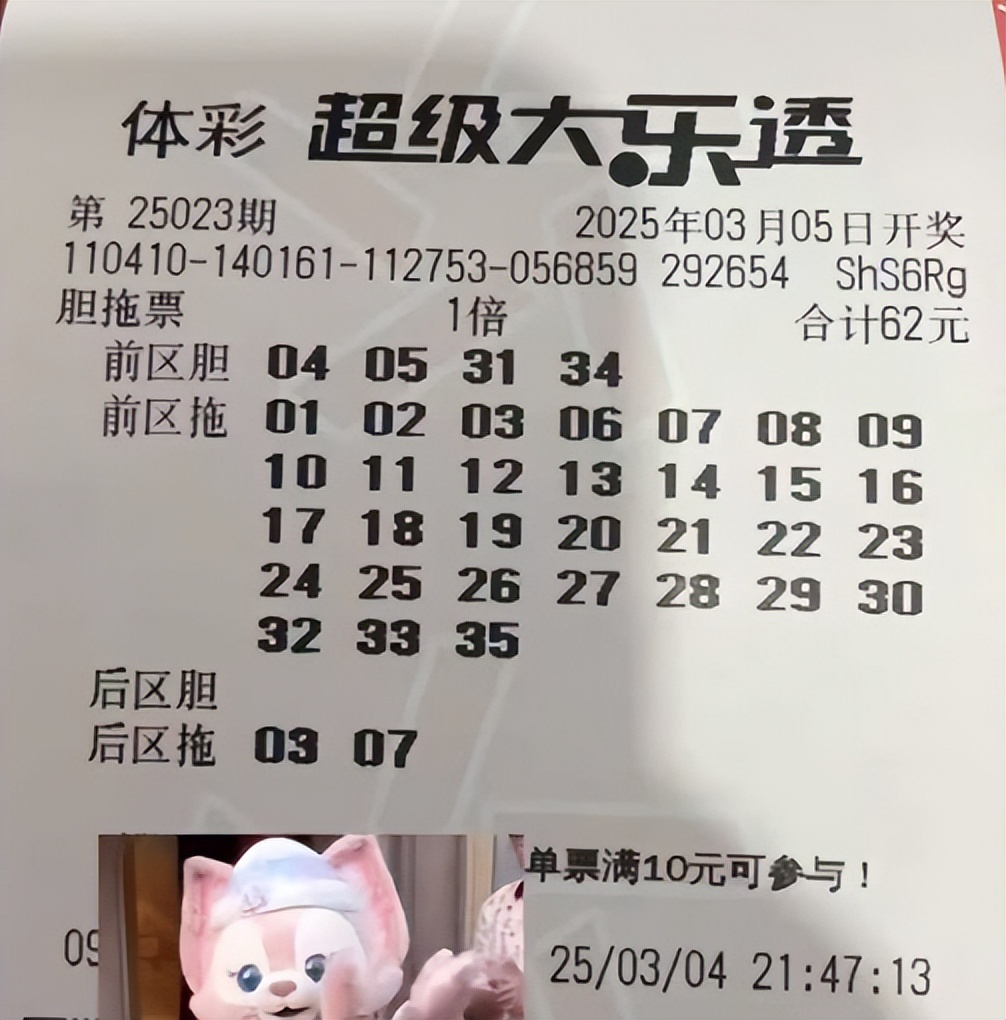 体彩 超级大乐透
第 25023期 2025年03月05日开奖
110410-140161-112753-056859 292654 ShS6Rg
胆拖票 1倍 合计62元
前区胆 04 05 31 34
前区拖 01 02 03 06 07 08 09
10 11 12 13 14 15 16
17 18 19 20 21 22 23
24 25 26 27 28 29 30
32 33 35
后区胆
后区拖 03 07
单票满10元可参与！
09
25/03/04 21:47:13